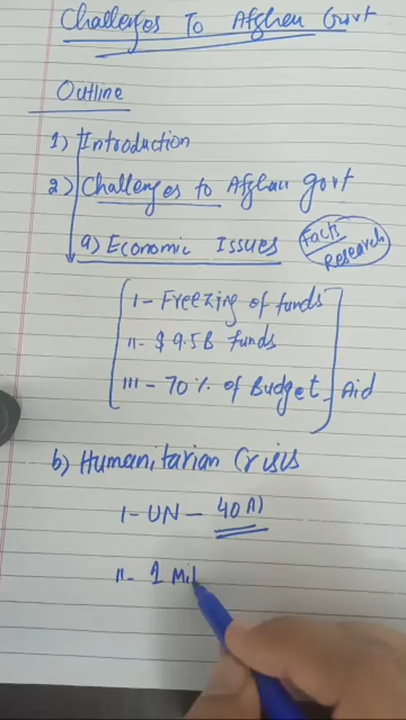 Challenges To Afghan Govt
Outline
1) Introduction
2) Challenges to Afghan govt
a) Economic Issues
Facts
Research
I- Freezing of funds
II- $ 9.5B funds
III- 70% of Budget Aid
b) Humanitarian Crisis
I- UN -
II- 1 Mil